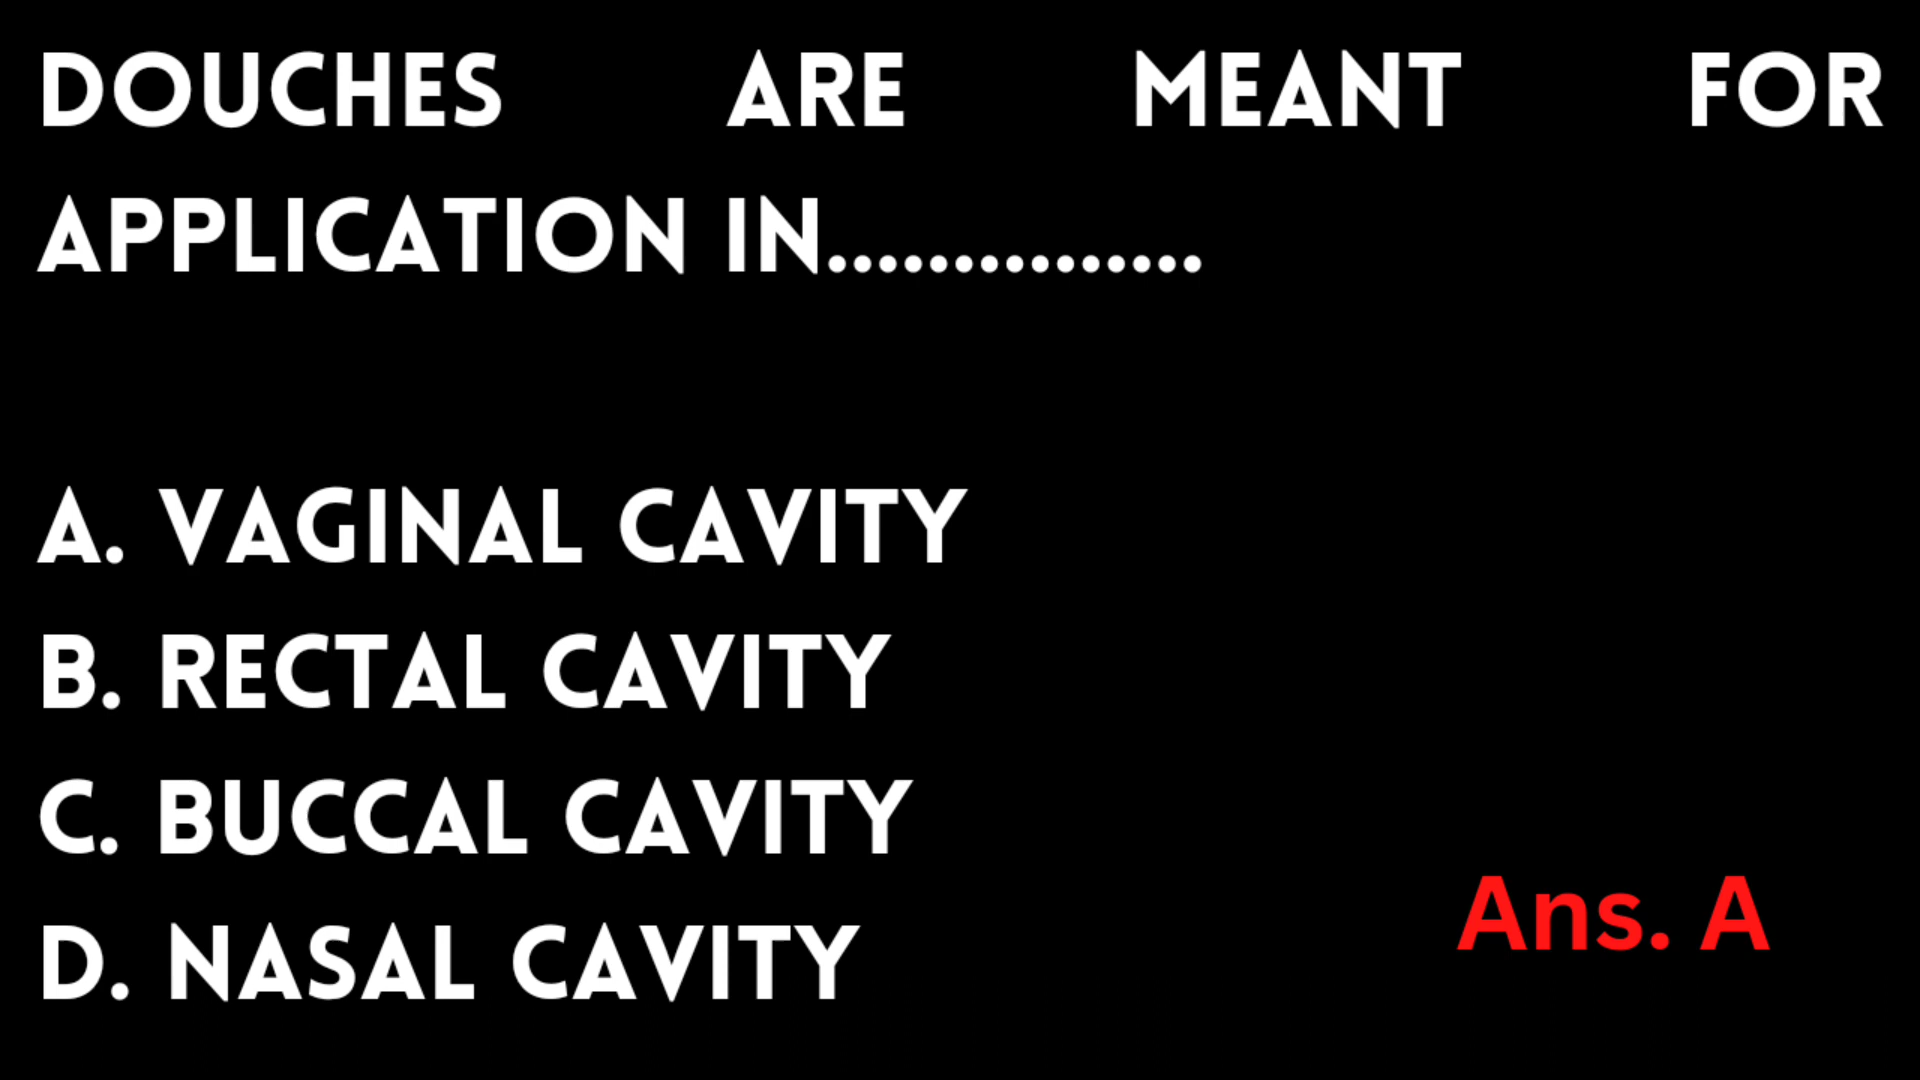 DOUCHES ARE MEANT FOR
APPLICATION IN...............
A. VAGINAL CAVITY
B. RECTAL CAVITY
C. BUCCAL CAVITY
D. NASAL CAVITY
Ans. A